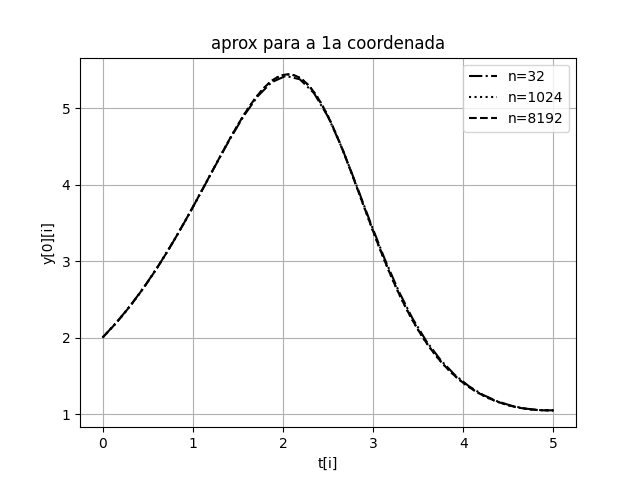 aprox para a 1a coordenada
n=32
n=1024
n=8192
y[0][i]
5
4
3
2
1
0 1 2 3 4 5
t[i]